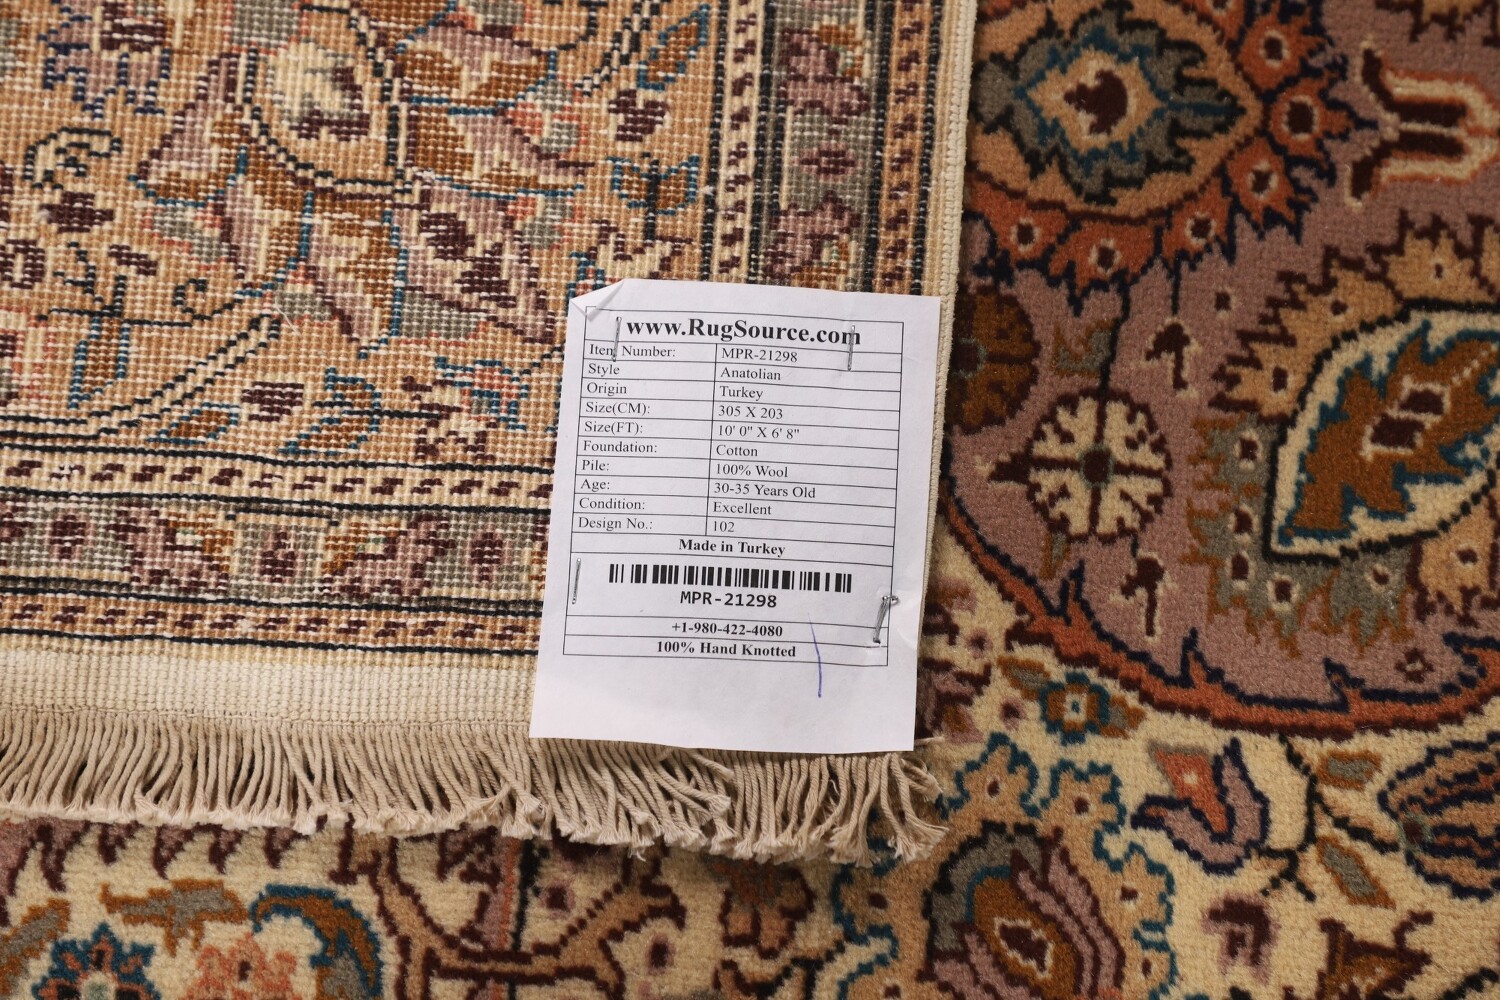 www.RugSource.com
Item Number: MPR-21298
Style Anatolian
Origin Turkey
Size(CM): 305 X 203
Size(FT): 10' 0" X 6' 8"
Foundation: Cotton
Pile: 100% Wool
Age: 30-35 Years Old
Condition: Excellent
Design No.: 102
Made in Turkey
MPR-21298
+1-980-422-4080
100% Hand Knotted